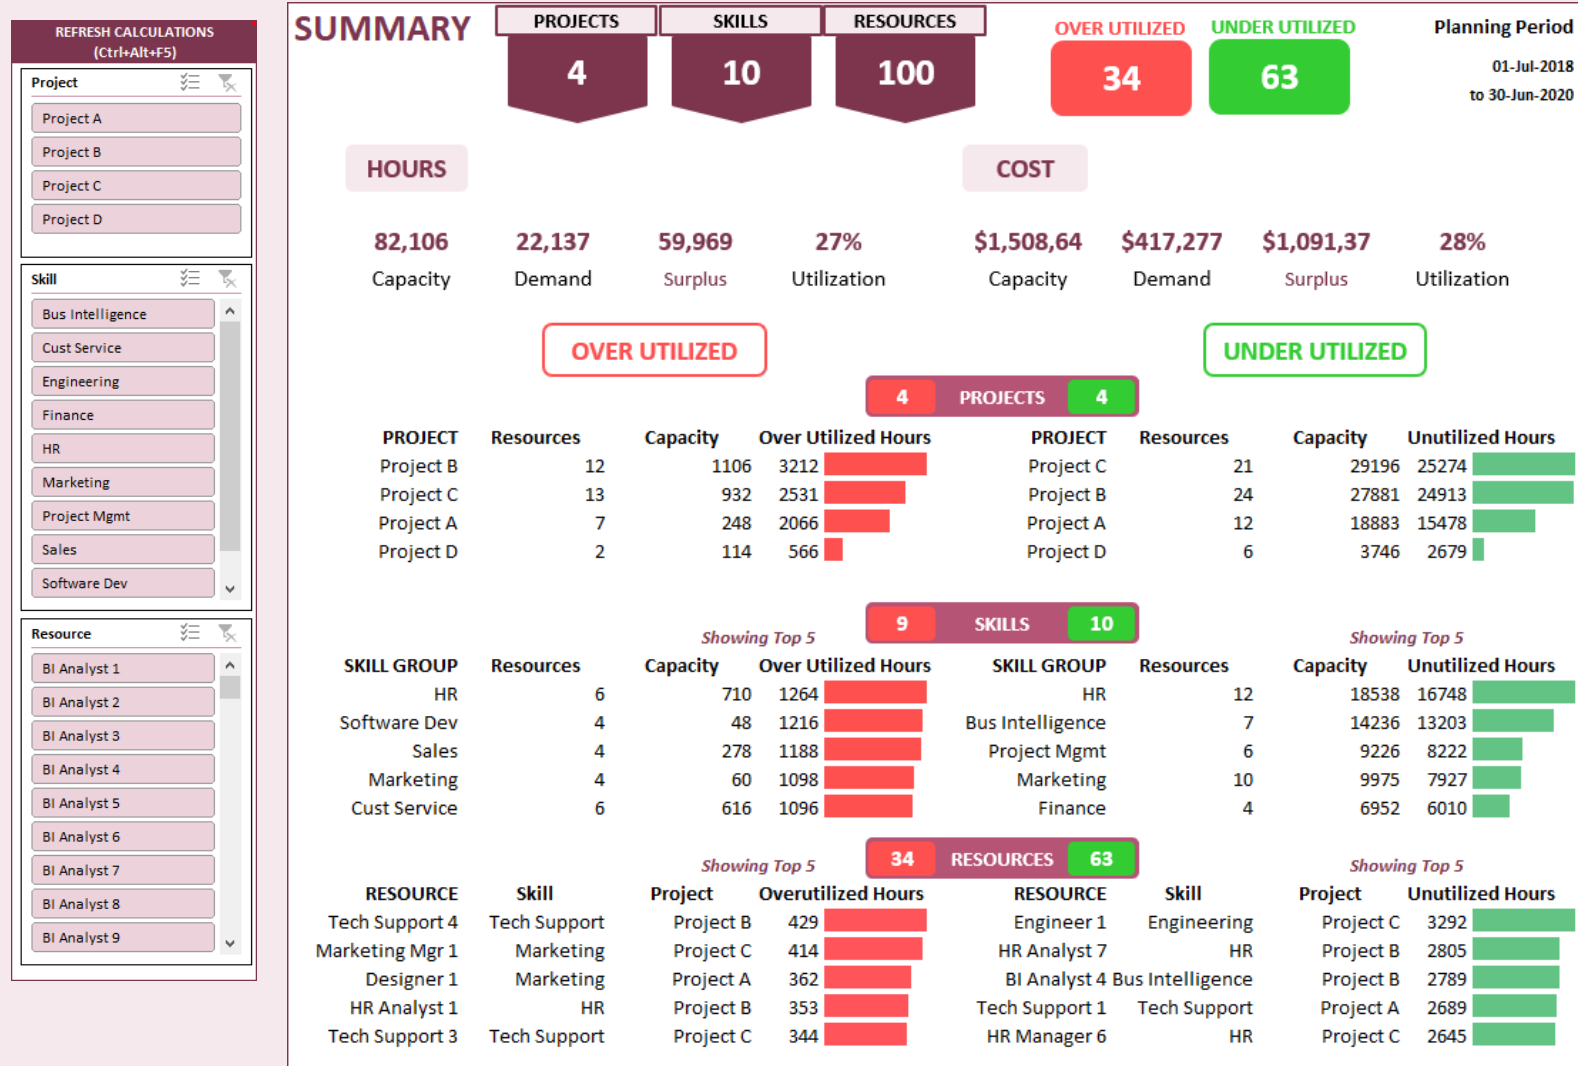 REFRESH CALCULATIONS
(Ctrl+Alt+F5)
Project
Project A
Project B
Project C
Project D
Skill
Bus Intelligence
Cust Service
Engineering
Finance
HR
Marketing
Project Mgmt
Sales
Software Dev
Resource
BI Analyst 1
BI Analyst 2
BI Analyst 3
BI Analyst 4
BI Analyst 5
BI Analyst 6
BI Analyst 7
BI Analyst 8
BI Analyst 9
SUMMARY
PROJECTS SKILLS RESOURCES
4 10 100
OVER UTILIZED UNDER UTILIZED
34 63
Planning Period
01-Jul-2018
to 30-Jun-2020
HOURS COST
82,106 22,137 59,969 27% $1,508,64 $417,277 $1,091,37 28%
Capacity Demand Surplus Utilization Capacity Demand Surplus Utilization
OVER UTILIZED UNDER UTILIZED
4 PROJECTS 4
PROJECT Resources Capacity Over Utilized Hours PROJECT Resources Capacity Unutilized Hours
Project B 12 1106 3212 Project C 21 29196 25274
Project C 13 932 2531 Project B 24 27881 24913
Project A 7 248 2066 Project A 12 18883 15478
Project D 2 114 566 Project D 6 3746 2679
Showing Top 5 9 SKILLS 10 Showing Top 5
SKILL GROUP Resources Capacity Over Utilized Hours SKILL GROUP Resources Capacity Unutilized Hours
HR 6 710 1264 HR 12 18538 16748
Software Dev 4 48 1216 Bus Intelligence 7 14236 13203
Sales 4 278 1188 Project Mgmt 6 9226 8222
Marketing 4 60 1098 Marketing 10 9975 7927
Cust Service 6 616 1096 Finance 4 6952 6010
Showing Top 5 34 RESOURCES 63 Showing Top 5
RESOURCE Skill Project Overutilized Hours RESOURCE Skill Project Unutilized Hours
Tech Support 4 Tech Support Project B 429 Engineer 1 Engineering Project C 3292
Marketing Mgr 1 Marketing Project C 414 HR Analyst 7 HR Project B 2805
Designer 1 Marketing Project A 362 BI Analyst 4 Bus Intelligence Project B 2789
HR Analyst 1 HR Project B 353 Tech Support 1 Tech Support Project A 2689
Tech Support 3 Tech Support Project C 344 HR Manager 6 HR Project C 2645